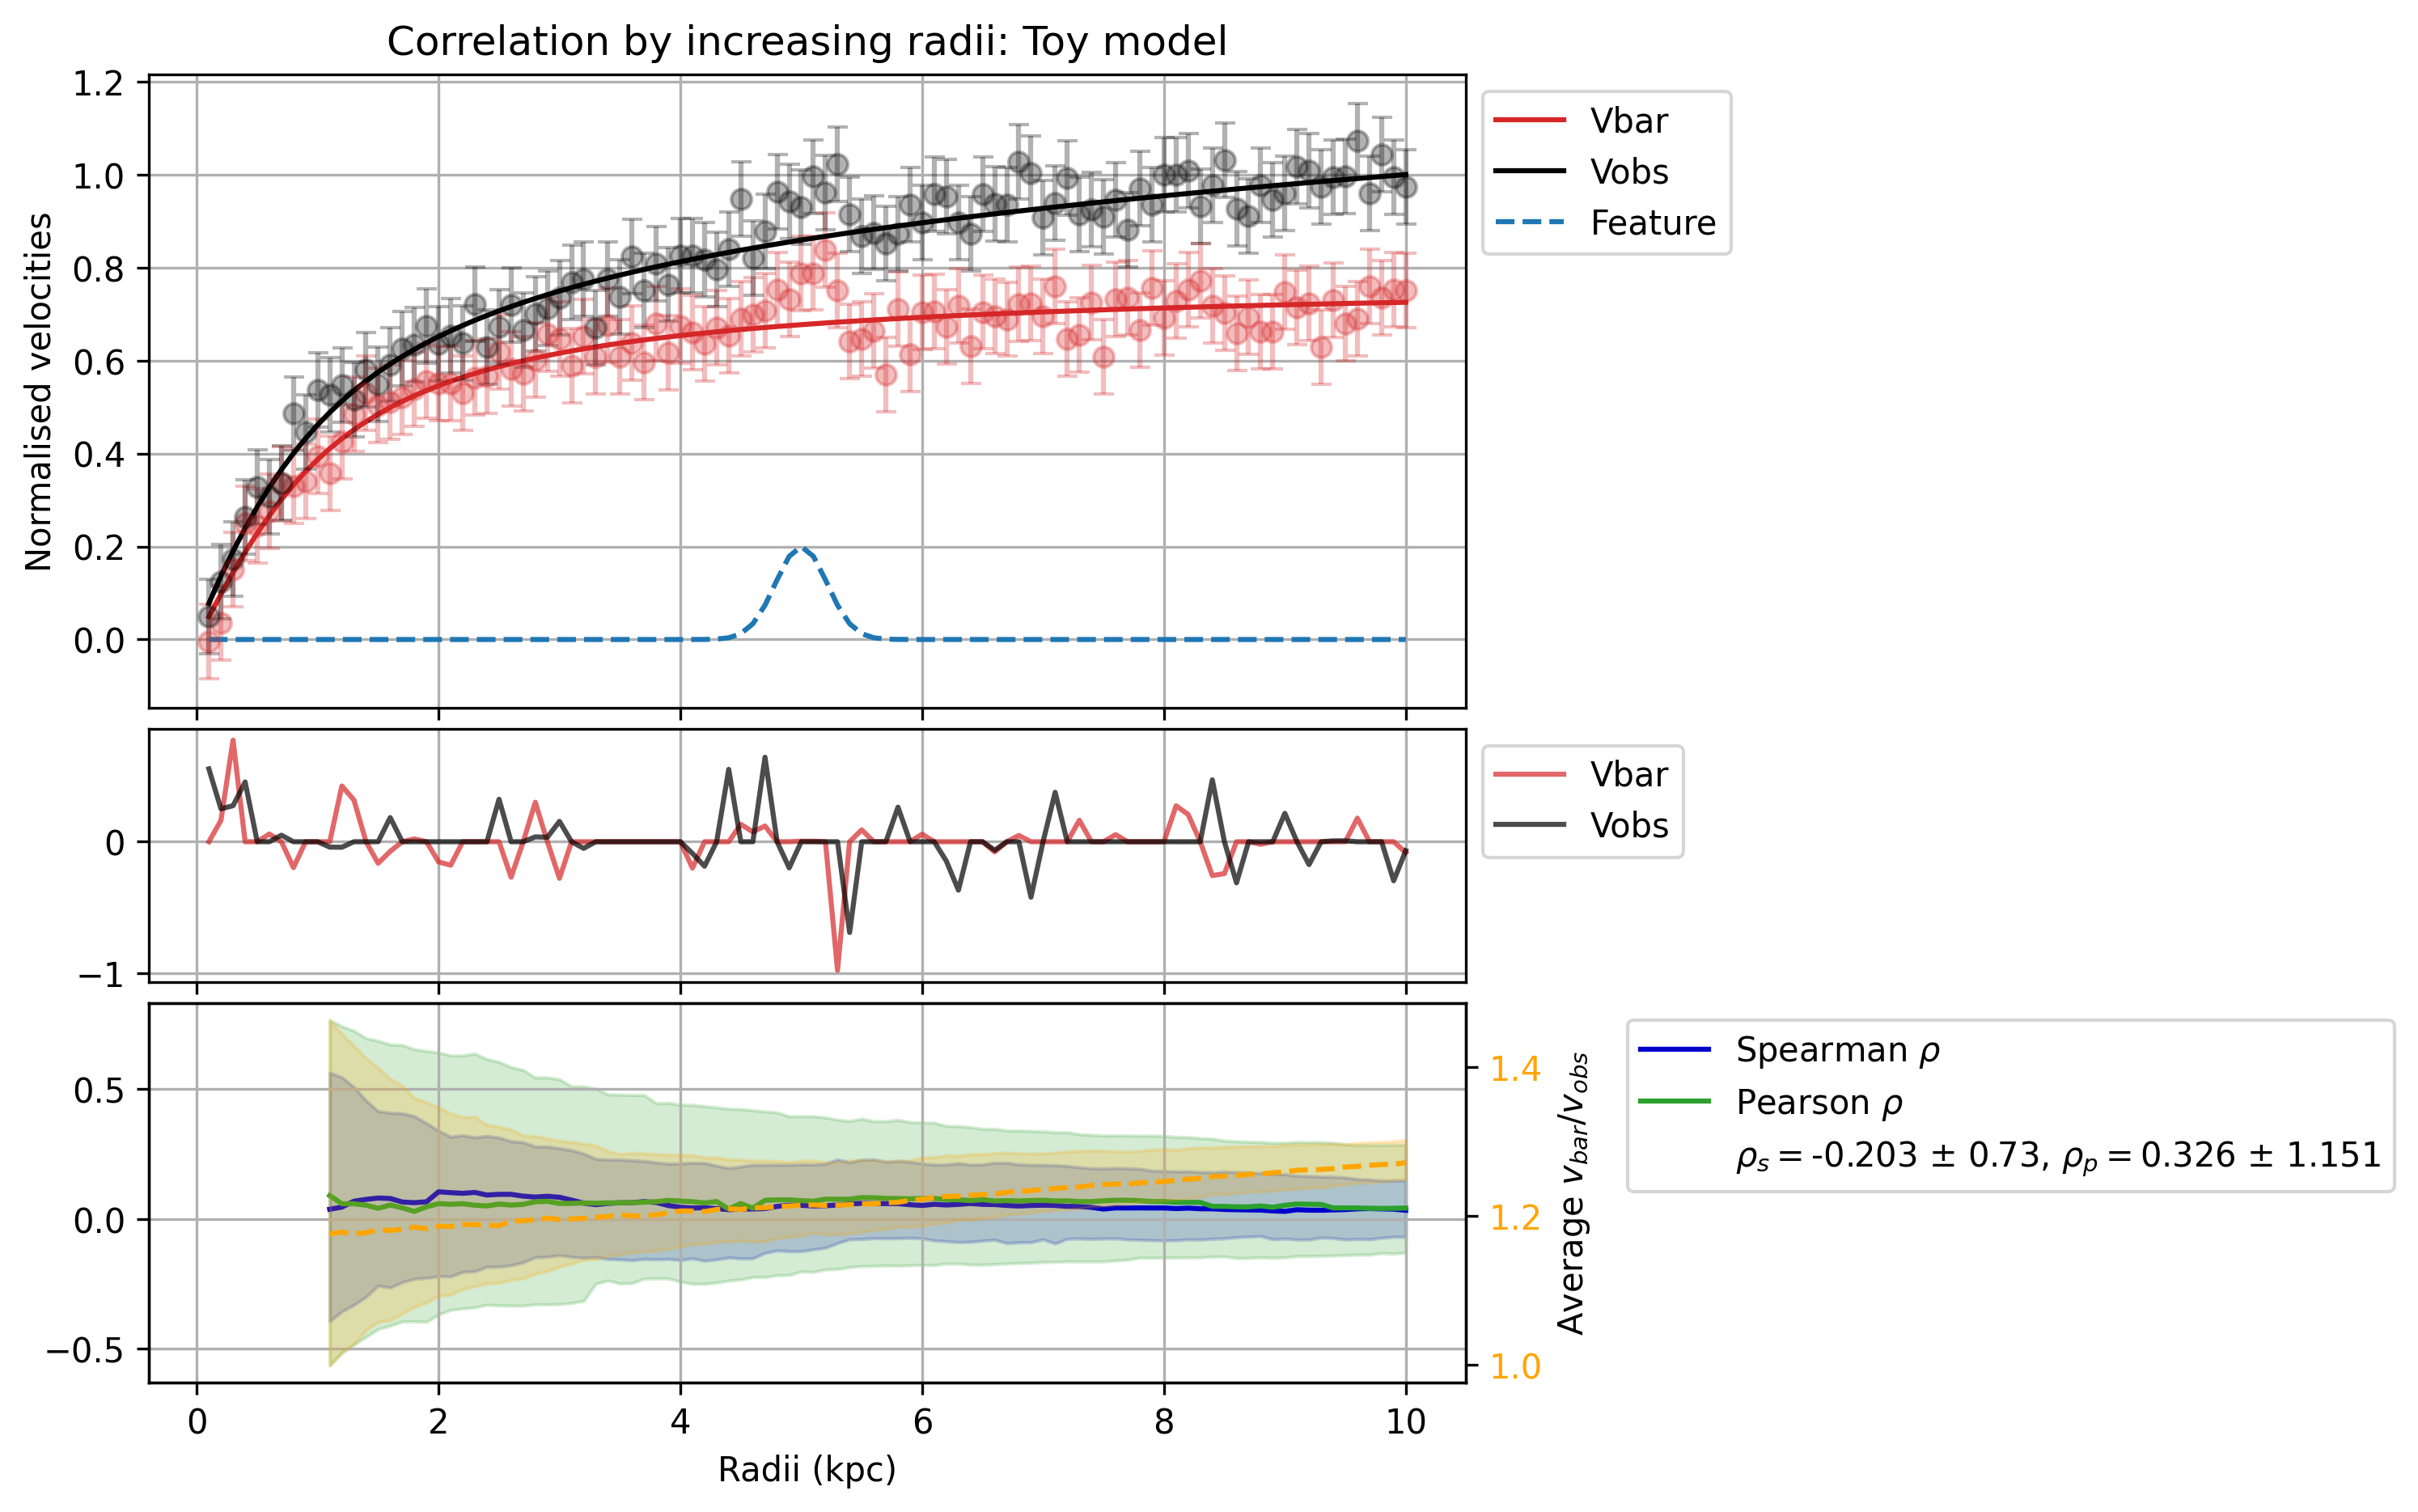 Correlation by increasing radii: Toy model
Normalised velocities
1.2
1.0
0.8
0.6
0.4
0.2
0.0
Vbar
Vobs
Feature
0
−1
Vbar
Vobs
0.5
0.0
−0.5
1.4
1.2
1.0
Average v_bar/v_obs
Spearman ρ
Pearson ρ
ρ_s = -0.203 ± 0.73, ρ_p = 0.326 ± 1.151
0 2 4 6 8 10
Radii (kpc)